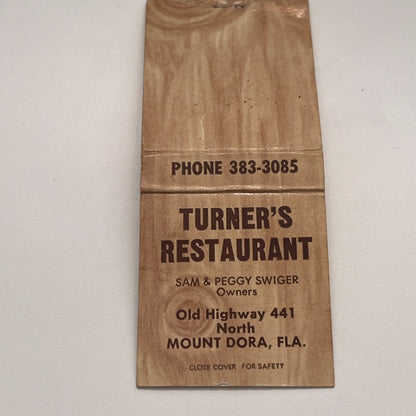 PHONE 383-3085
TURNER'S
RESTAURANT
SAM & PEGGY SWIGER
Owners
Old Highway 441
North
MOUNT DORA, FLA.
CLOSE COVER FOR SAFETY